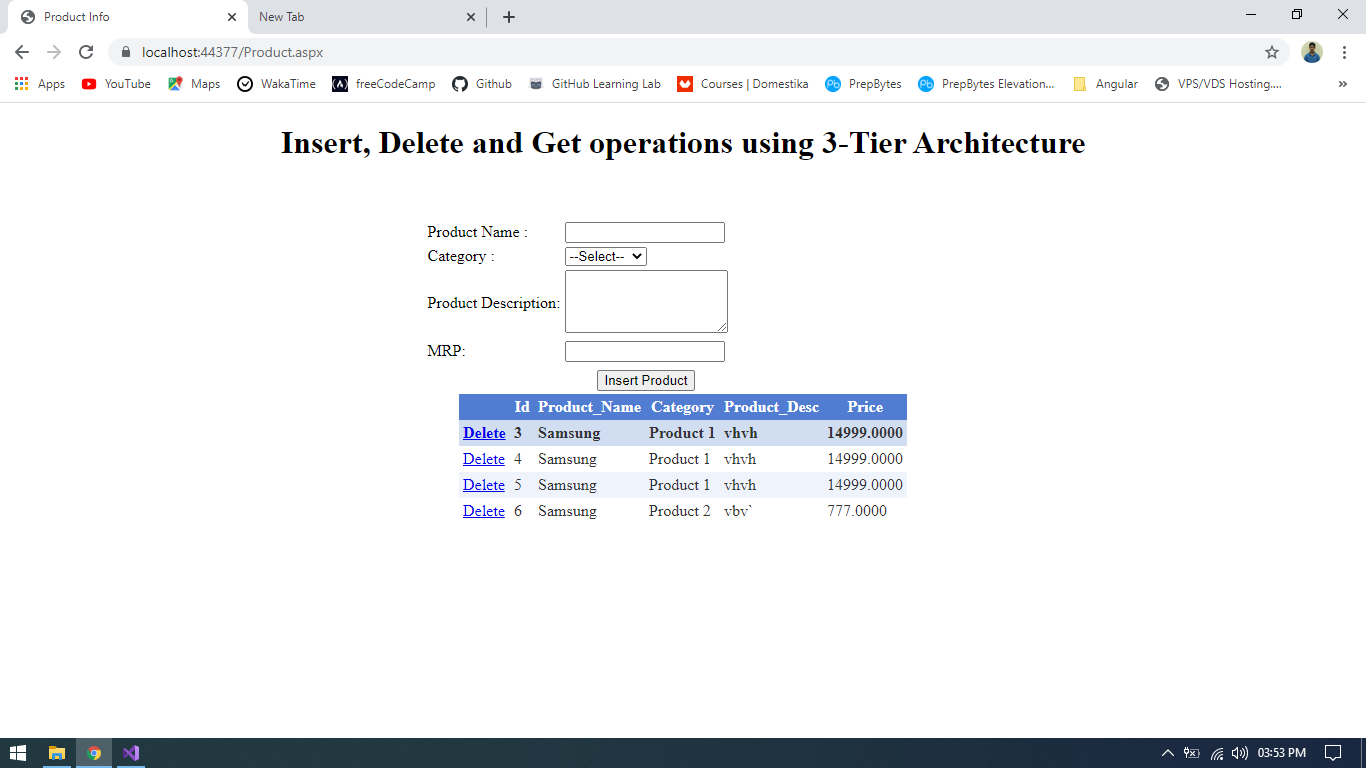 Product Info
New Tab
localhost:44377/Product.aspx
Apps YouTube Maps WakaTime freeCodeCamp Github GitHub Learning Lab Courses | Domestika PrepBytes PrepBytes Elevation... Angular VPS/VDS Hosting.... »
Insert, Delete and Get operations using 3-Tier Architecture
Product Name :
Category : --Select--
Product Description:
MRP:
Insert Product
Id Product_Name Category Product_Desc Price
Delete 3 Samsung Product 1 vhvh 14999.0000
Delete 4 Samsung Product 1 vhvh 14999.0000
Delete 5 Samsung Product 1 vhvh 14999.0000
Delete 6 Samsung Product 2 vbv` 777.0000
03:53 PM